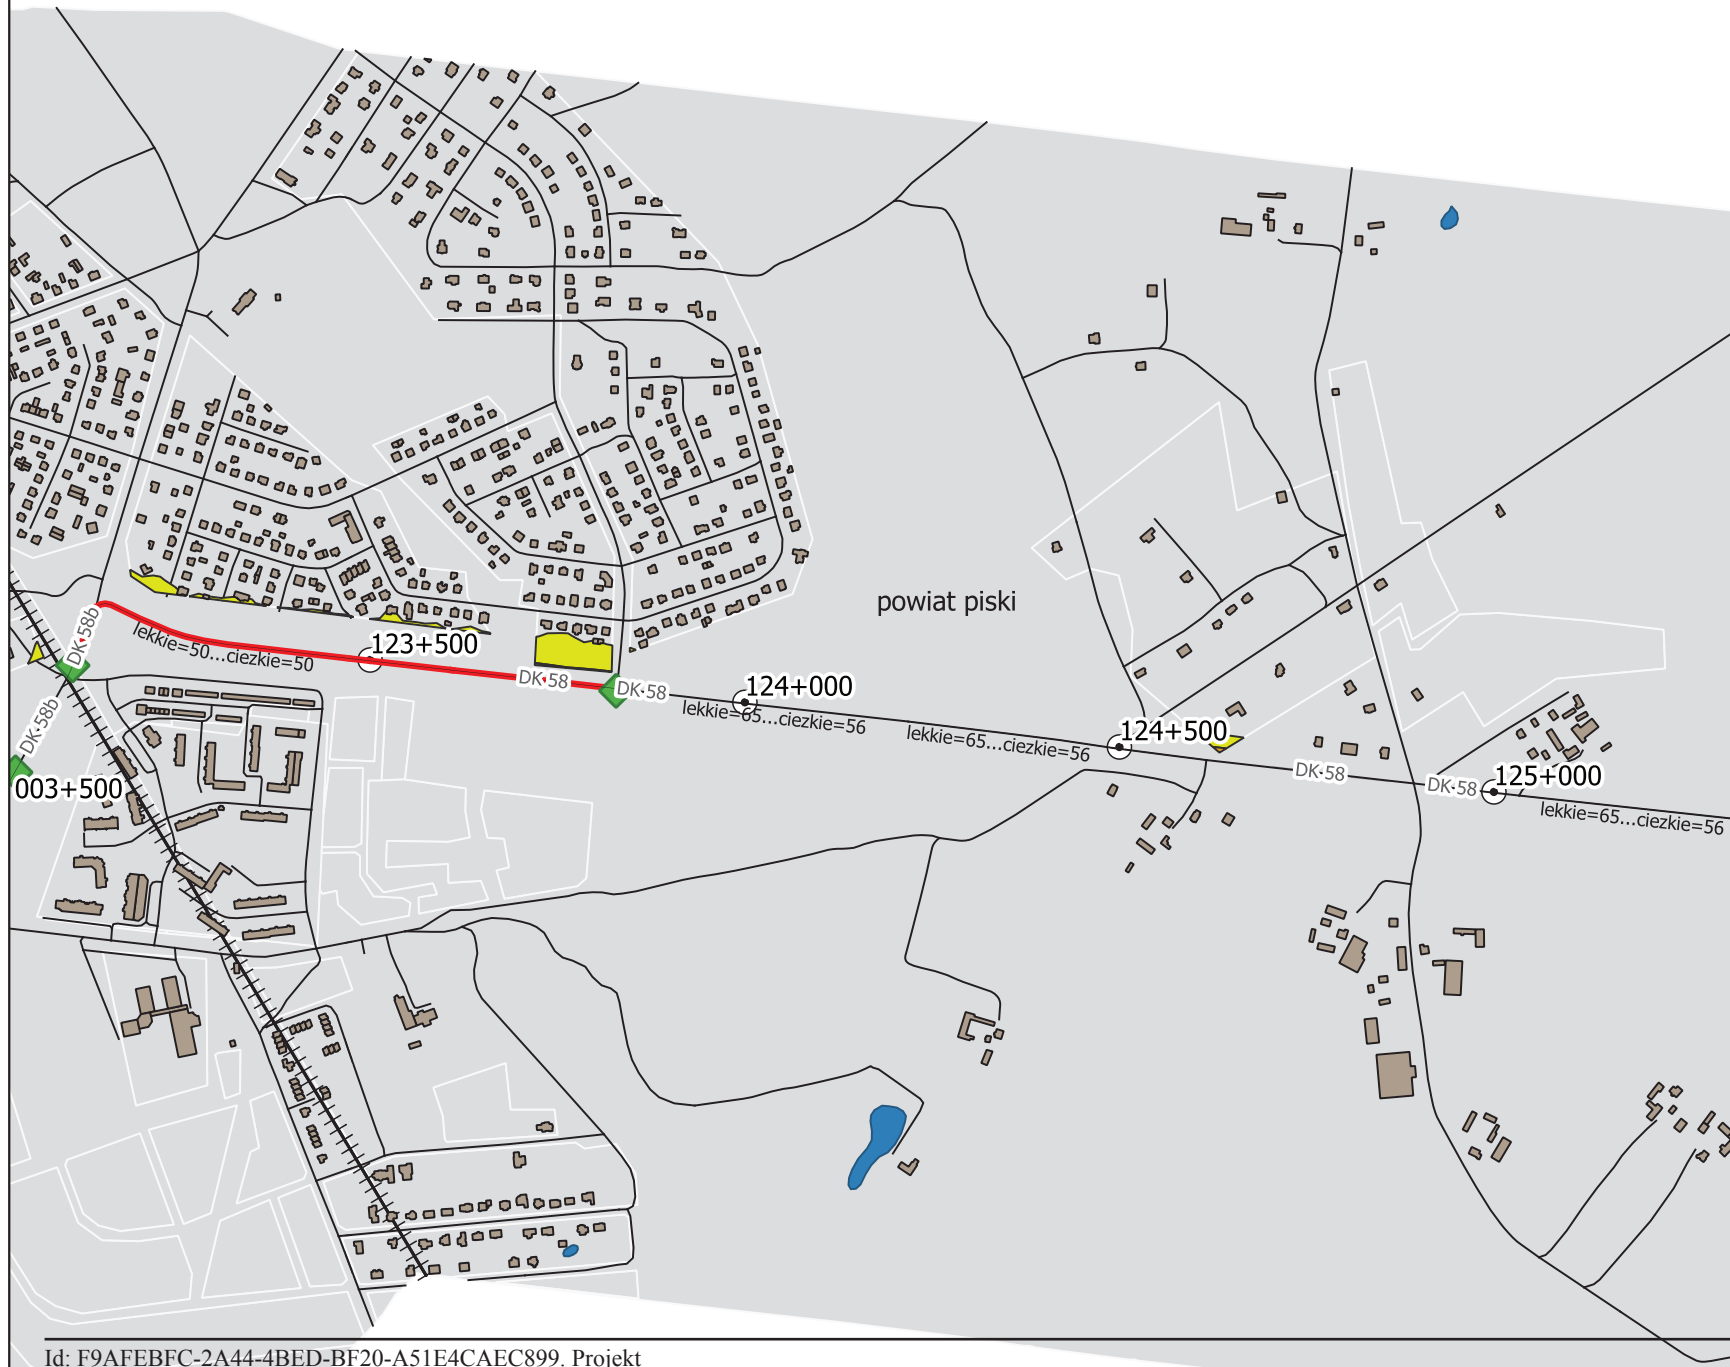 powiat piski
DK-58b
lekkie=50...ciezkie=50
123+500
DK-58
DK-58
124+000
lekkie=65...ciezkie=56
lekkie=65...ciezkie=56
124+500
DK-58
DK-58
125+000
lekkie=65...ciezkie=56
DK-58b
003+500
Id: F9AFEBFC-2A44-4BED-BF20-A51E4CAEC899. Projekt